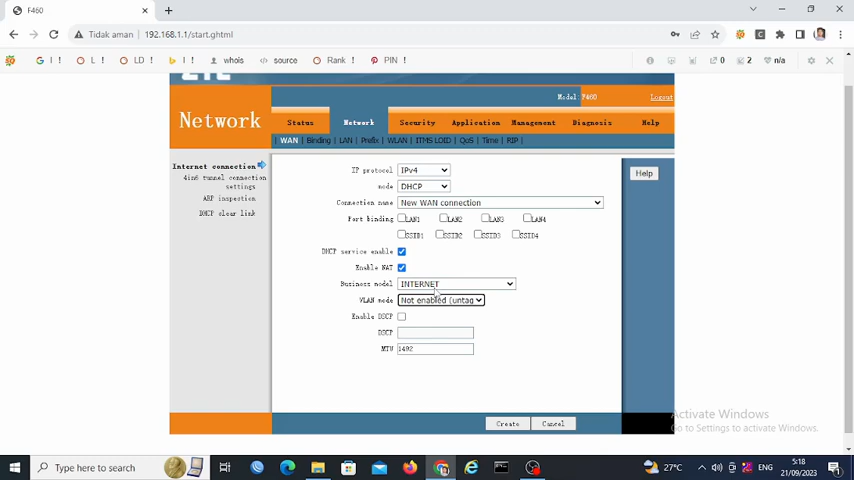 F460
Tidak aman
192.168.1.1/start.ghtml
G I !
O L !
O LD !
b I !
whois
source
O Rank !
PIN !
0
2
n/a
Model F460
Logout
Network
Status
Network
Security
Application
Management
Diagnosis
Help
WAN | Binding | LAN | Prefix | WLAN | ITMS LOID | QoS | Time | RIP |
Internet connection
4in6 tunnel connection
settings
ARP inspection
DHCP clear link
IP protocol IPv4
Help
mode DHCP
Connection name New WAN connection
Port binding LAN1 LAN2 LAN3 LAN4
SSID1 SSID2 SSID3 SSID4
DHCP service enable
Enable NAT
Business model INTERNET
VLAN mode Not enabled (untag
Enable DSCP
DSCP
MTU 1492
Create
Cancel
Activate Windows
Go to Settings to activate Windows.
Type here to search
27°C
ENG
5:18
21/09/2023